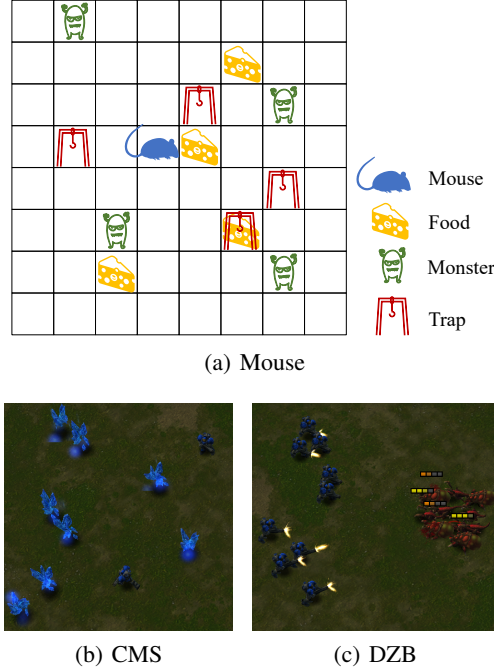 Mouse
Food
Monster
Trap
(a) Mouse
(b) CMS
(c) DZB